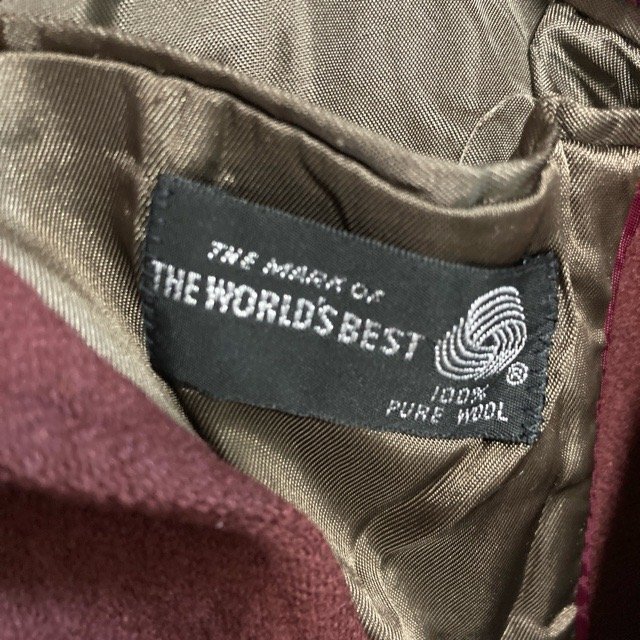 THE MARK OF
THE WORLD'S BEST
®
100%
PURE WOOL